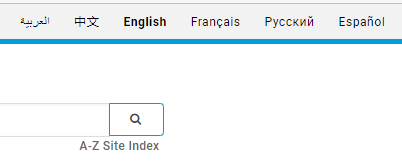 العربية 中文 English Français Русский Español
A-Z Site Index